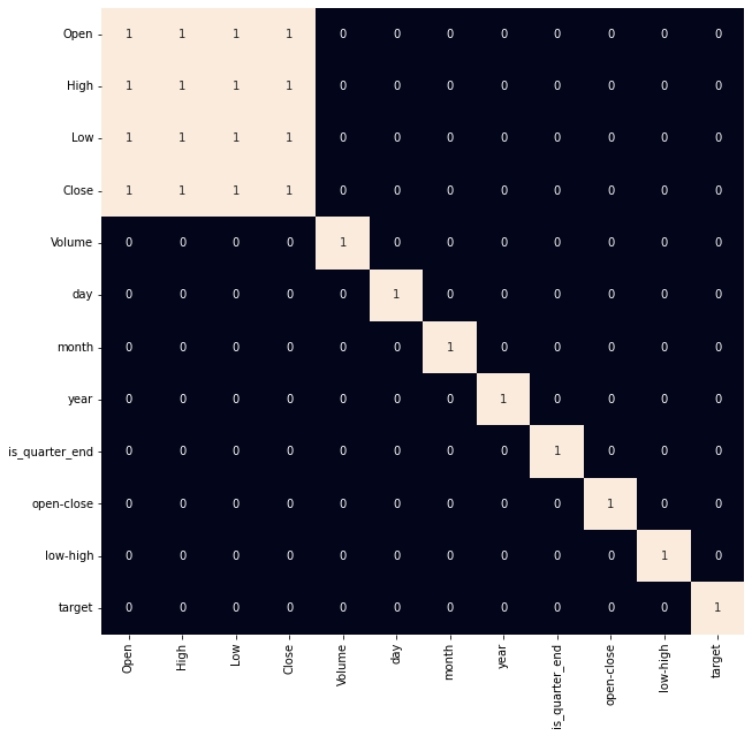 Open 1 1 1 1 0 0 0 0 0 0 0 0
High 1 1 1 1 0 0 0 0 0 0 0 0
Low 1 1 1 1 0 0 0 0 0 0 0 0
Close 1 1 1 1 0 0 0 0 0 0 0 0
Volume 0 0 0 0 1 0 0 0 0 0 0 0
day 0 0 0 0 0 1 0 0 0 0 0 0
month 0 0 0 0 0 0 1 0 0 0 0 0
year 0 0 0 0 0 0 0 1 0 0 0 0
is_quarter_end 0 0 0 0 0 0 0 0 1 0 0 0
open-close 0 0 0 0 0 0 0 0 0 1 0 0
low-high 0 0 0 0 0 0 0 0 0 0 1 0
target 0 0 0 0 0 0 0 0 0 0 0 1
Open High Low Close Volume day month year is_quarter_end open-close low-high target